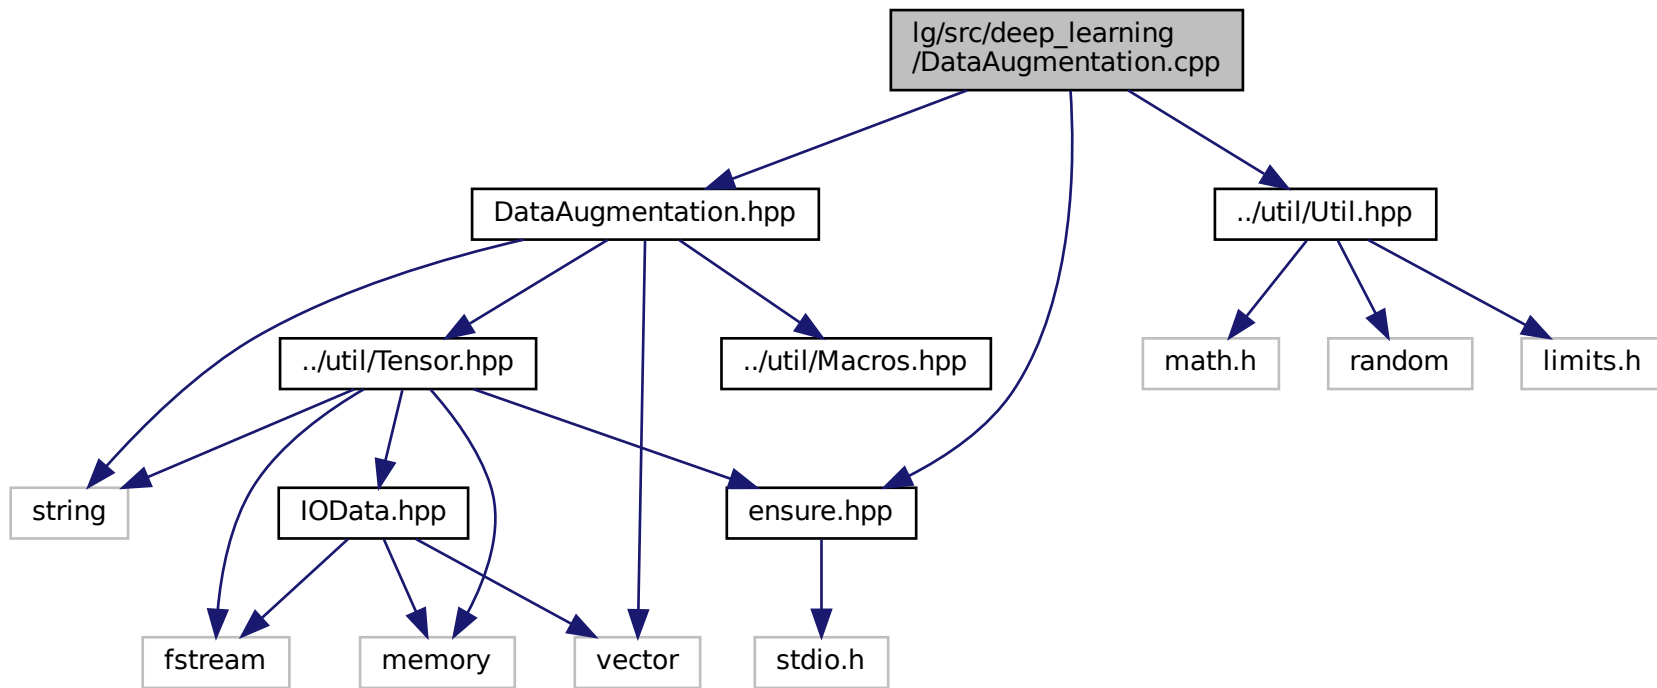 lg/src/deep_learning
/DataAugmentation.cpp
DataAugmentation.hpp
../util/Util.hpp
../util/Tensor.hpp
../util/Macros.hpp
math.h
random
limits.h
string
IOData.hpp
ensure.hpp
fstream
memory
vector
stdio.h